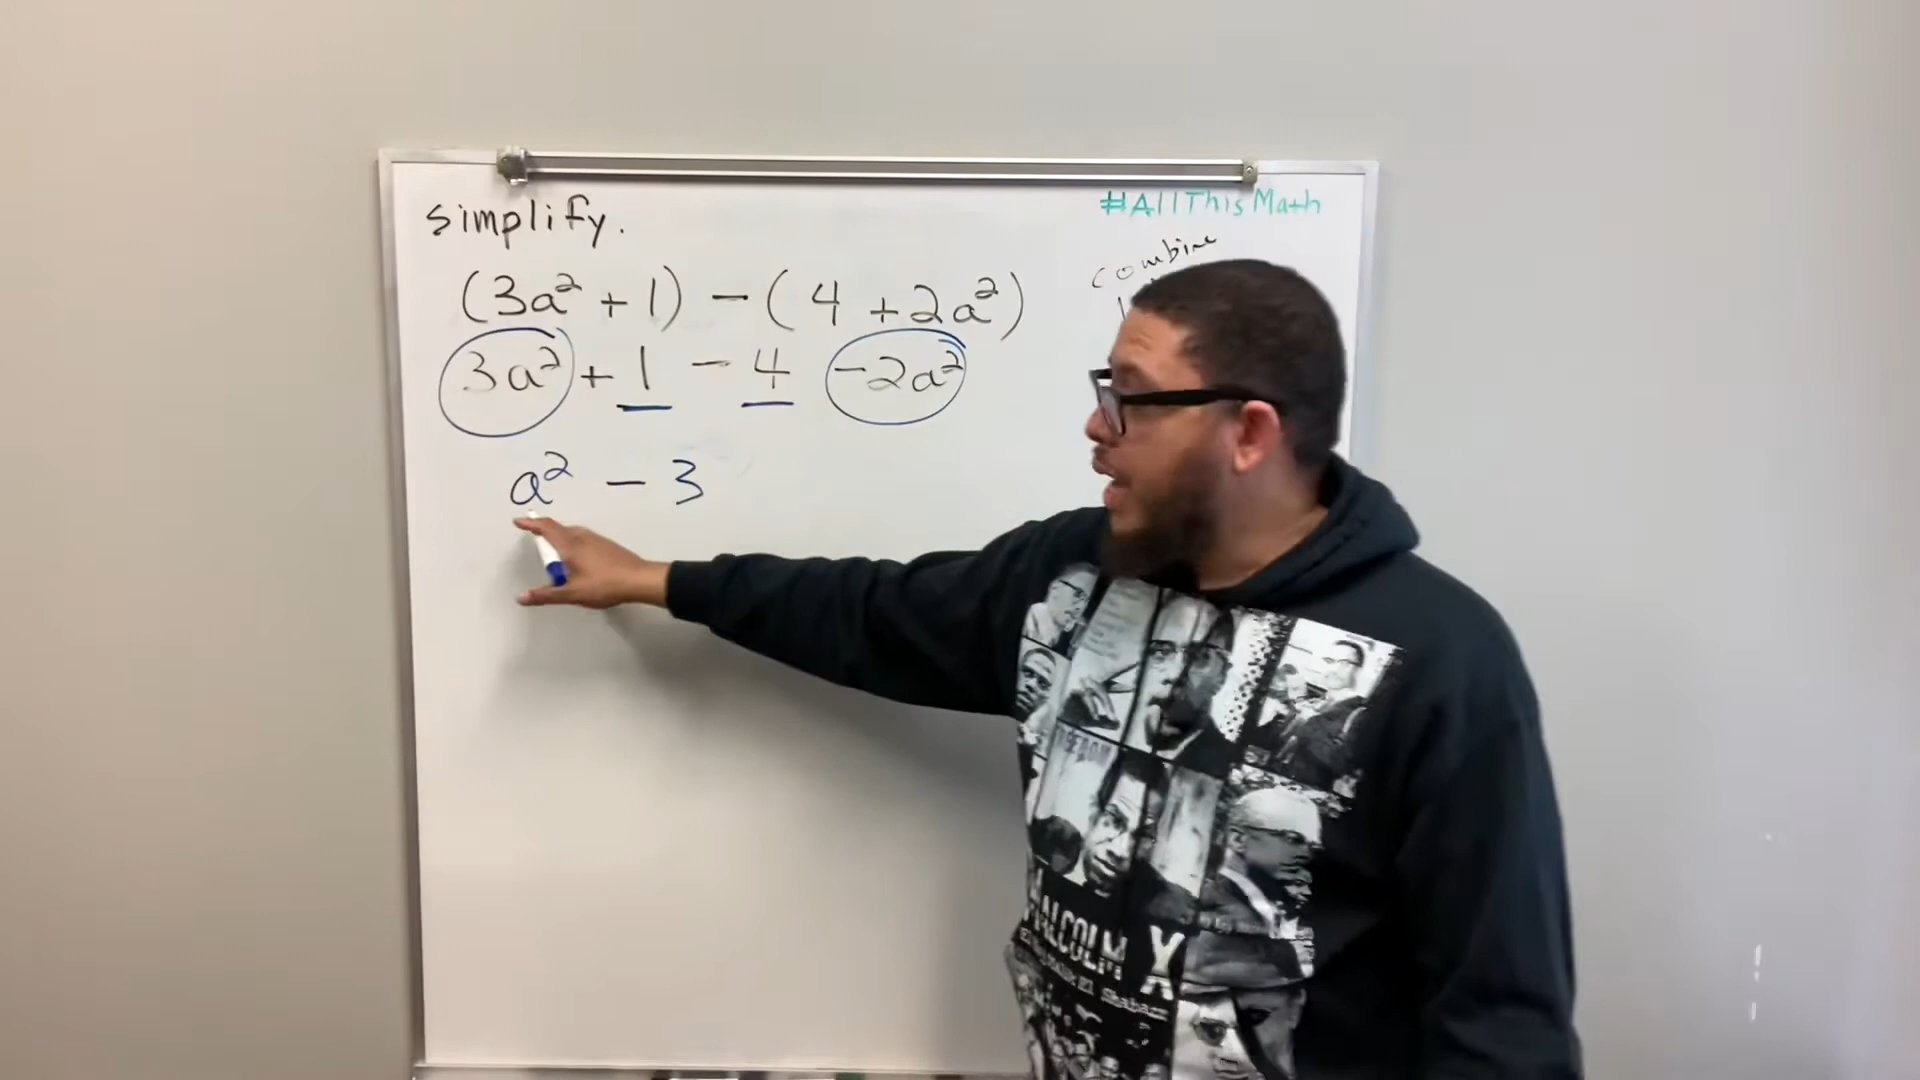 simplify.
#AllThisMath
combine
(3a² + 1) - (4 + 2a²)
3a² + 1 - 4 - 2a²
a² - 3
MALCOLM X